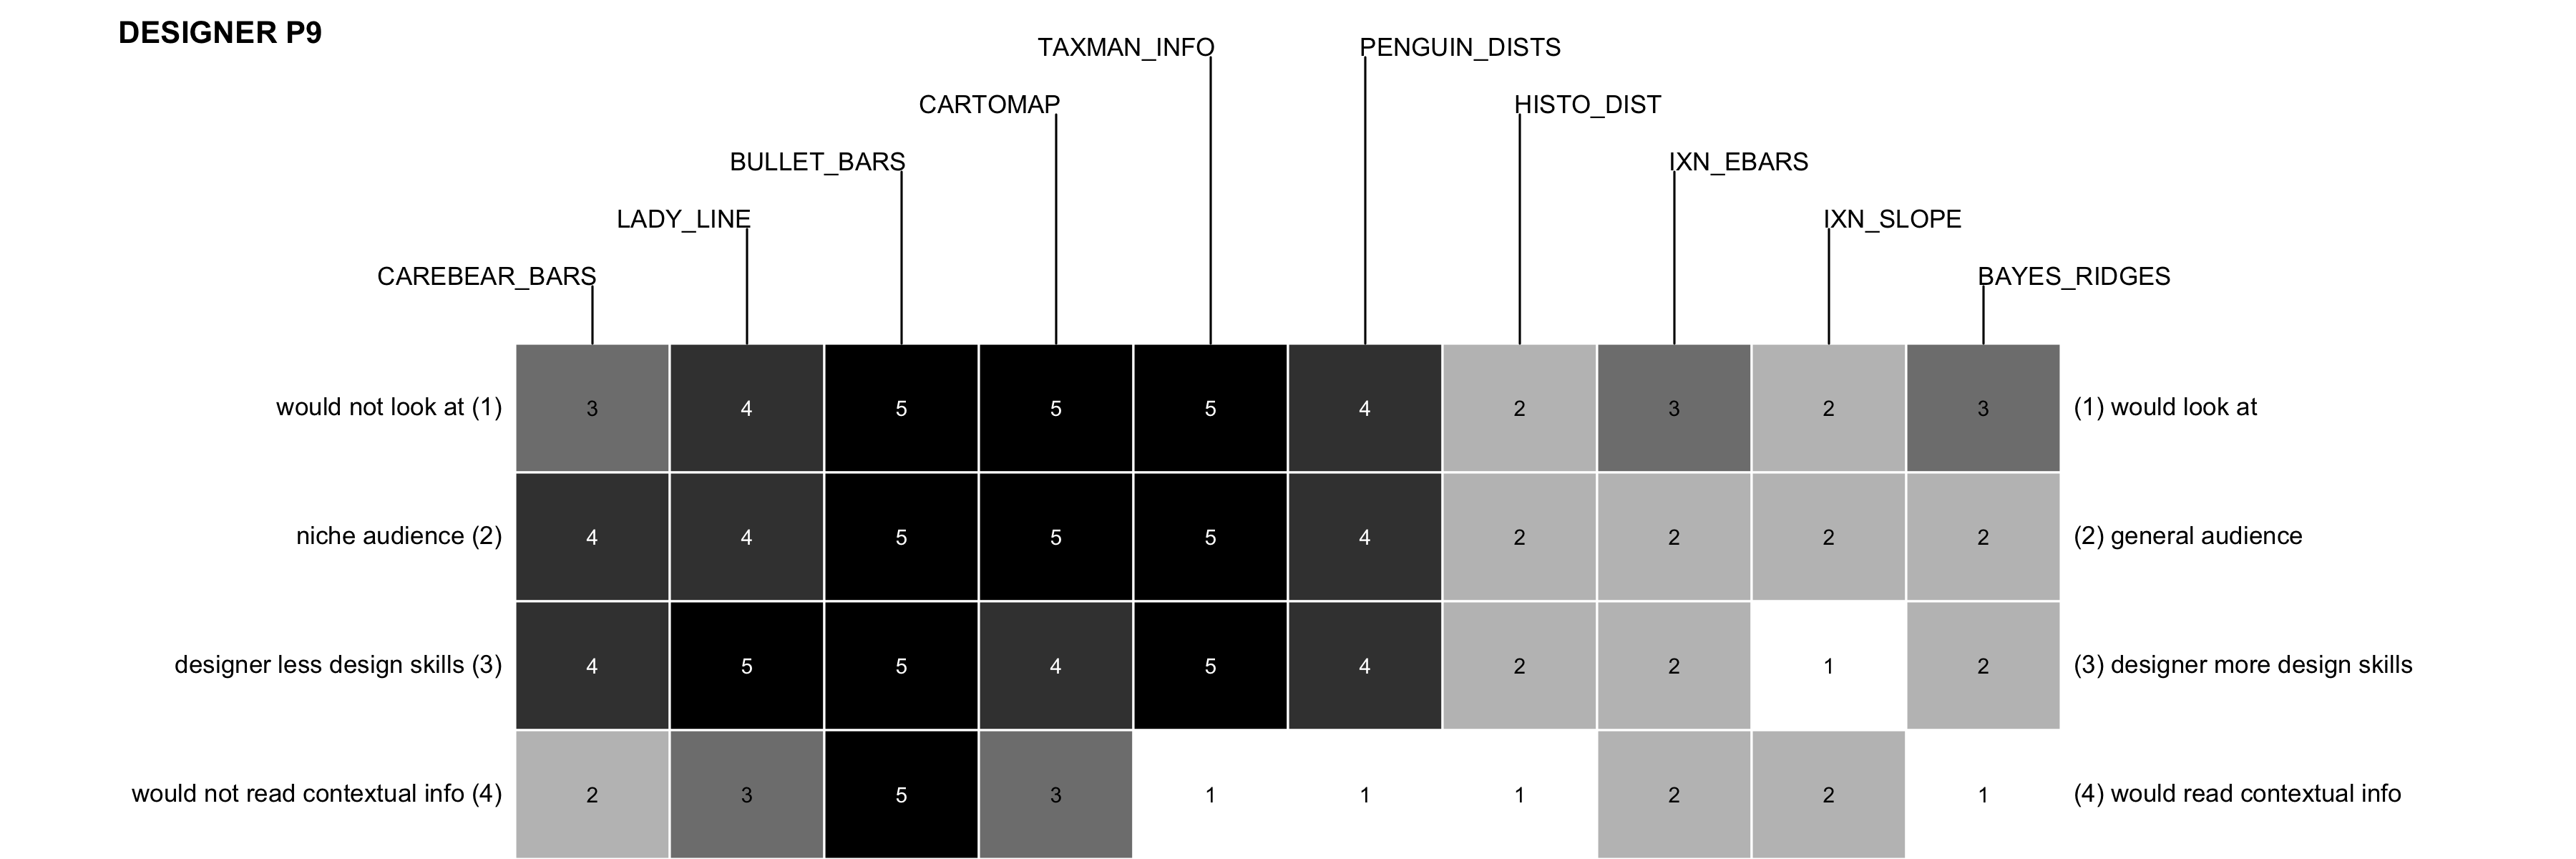 DESIGNER P9
TAXMAN_INFO PENGUIN_DISTS
CARTOMAP HISTO_DIST
BULLET_BARS IXN_EBARS
LADY_LINE IXN_SLOPE
CAREBEAR_BARS BAYES_RIDGES
would not look at (1) 3 4 5 5 5 4 2 3 2 3 (1) would look at
niche audience (2) 4 4 5 5 5 4 2 2 2 2 (2) general audience
designer less design skills (3) 4 5 5 4 5 4 2 2 1 2 (3) designer more design skills
would not read contextual info (4) 2 3 5 3 1 1 1 2 2 1 (4) would read contextual info